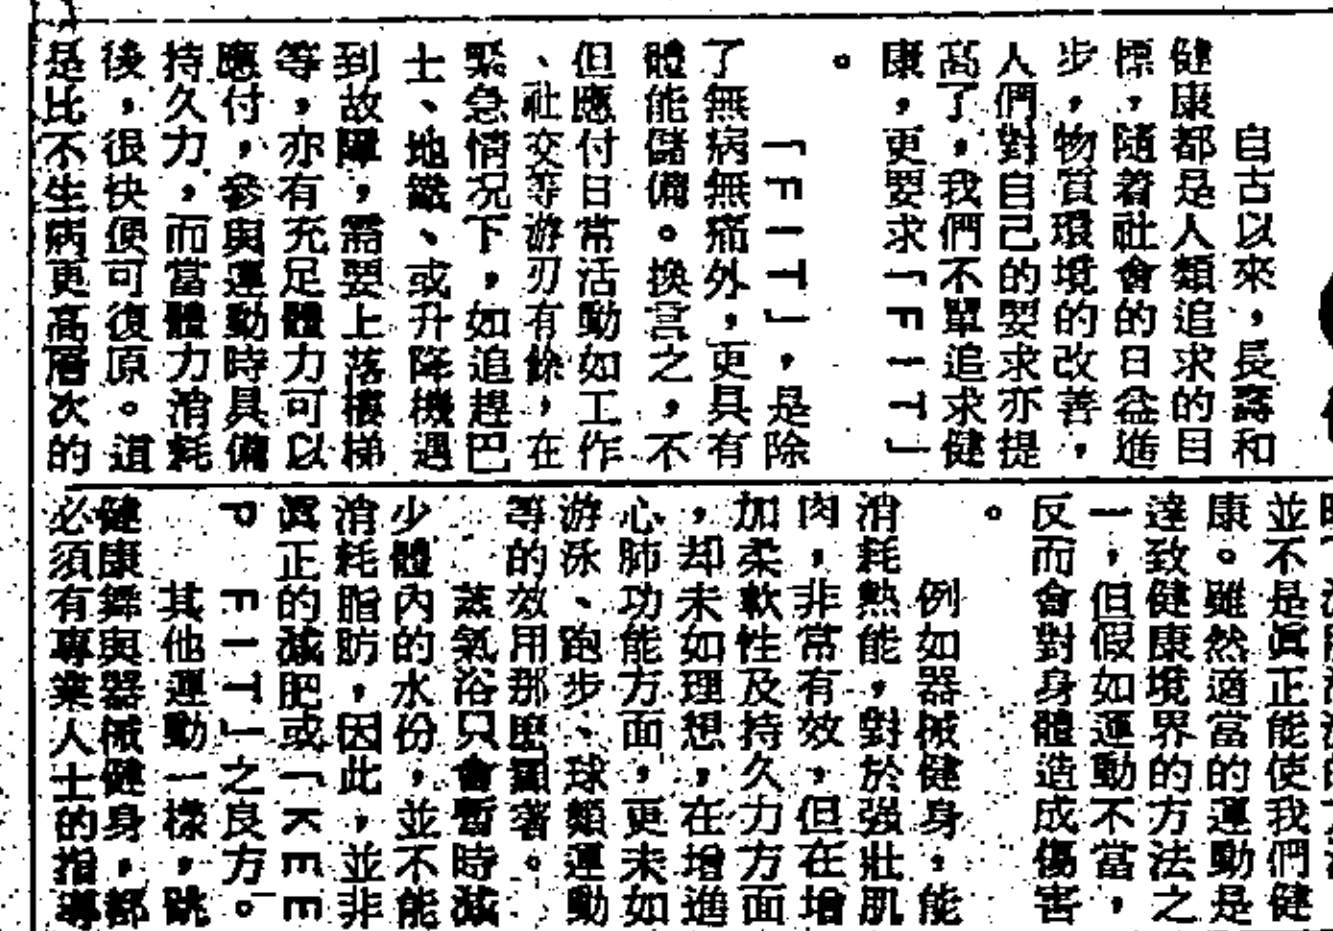 自古以來，長壽和
健康都是人類追求的目
標，隨着社會的日益進
步，物質環境的改善，
人們對自己的要求亦提
高了，我們不單追求健
康，更要求「FIT」
。
「FIT」，是除
了無病無痛外，更具有
體能儲備。換言之，不
但應付日常活動如工作
、社交等游刃有餘，在
緊急情況下，如追趕巴
士、地鐵、或升降機遇
到故障，需要上落樓梯
等，亦有充足體力可以
應付，參與運動時具備
持久力，而當體力消耗
後，很快便可復原。這
是比不生病更高層次的
並不是眞正能使我們健
康。雖然適當的運動是
達致健康境界的方法之
一，但假如運動不當，
反而會對身體造成傷害
。
例如器械健身，能
消耗熱能，對於強壯肌
肉，非常有效，但在增
加柔軟性及持久力方面
，却未如理想，在增進
心肺功能方面，更未如
游泳、跑步、球類運動
等的效用那麼顯著。
蒸氣浴只會暫時減
少體內的水份，並不能
消耗脂肪，因此，並非
眞正的減肥或「KEE
P FIT」之良方。
其他運動一樣，跳
健康舞與器械健身，都
必須有專業人士的指導